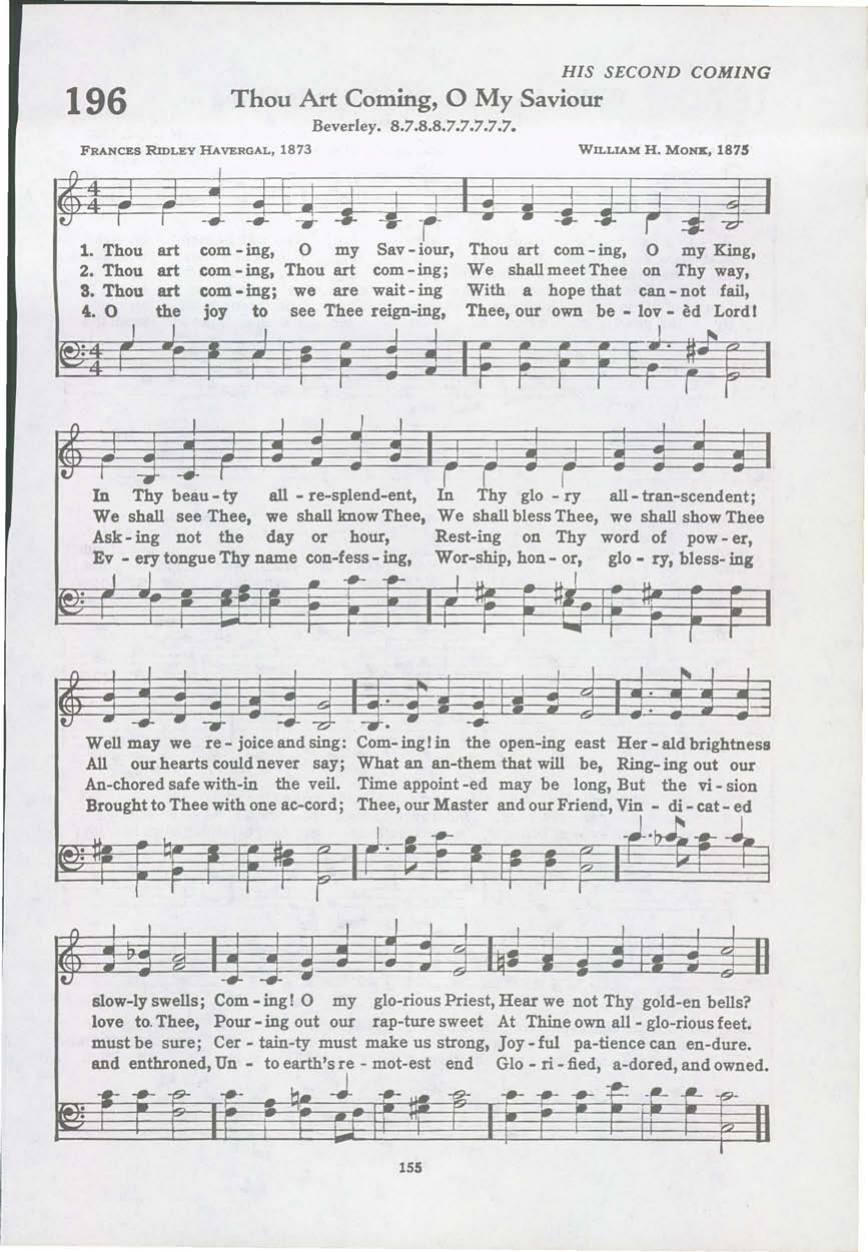 HIS SECOND COMING
196
Thou Art Coming, O My Saviour
Beverley. 8.7.8.8.7.7.7.7.7.
FRANCES RIDLEY HAVERGAL, 1873 WILLIAM H. MONK, 1875
1. Thou art com-ing, O my Sav-iour, Thou art com-ing, O my King,
2. Thou art com-ing, Thou art com-ing; We shall meet Thee on Thy way,
3. Thou art com-ing; we are wait-ing With a hope that can-not fail,
4. O the joy to see Thee reign-ing, Thee, our own be-lov-èd Lord!
In Thy beau-ty all-re-splend-ent, In Thy glo-ry all-tran-scendent;
We shall see Thee, we shall know Thee, We shall bless Thee, we shall show Thee
Ask-ing not the day or hour, Rest-ing on Thy word of pow-er,
Ev-ery tongue Thy name con-fess-ing, Wor-ship, hon-or, glo-ry, bless-ing
Well may we re-joice and sing: Com-ing! in the open-ing east Her-ald brightness
All our hearts could never say; What an an-them that will be, Ring-ing out our
An-chored safe with-in the veil. Time appoint-ed may be long, But the vi-sion
Brought to Thee with one ac-cord; Thee, our Master and our Friend, Vin-di-cat-ed
slow-ly swells; Com-ing! O my glo-rious Priest, Hear we not Thy gold-en bells?
love to Thee, Pour-ing out our rap-ture sweet At Thine own all-glo-rious feet.
must be sure; Cer-tain-ty must make us strong, Joy-ful pa-tience can en-dure.
and enthroned, Un-to earth's re-mot-est end Glo-ri-fied, a-dored, and owned.
155